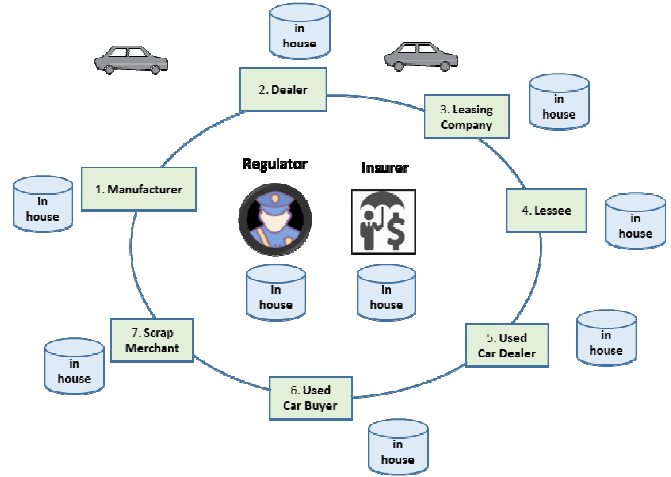 in
house
2. Dealer
in
house
3. Leasing
Company
Regulator
Insurer
1. Manufacturer
In
house
4. Lessee
in
house
in
house
In
house
7. Scrap
Merchant
in
house
5. Used
Car Dealer
in
house
6. Used
Car Buyer
in
house